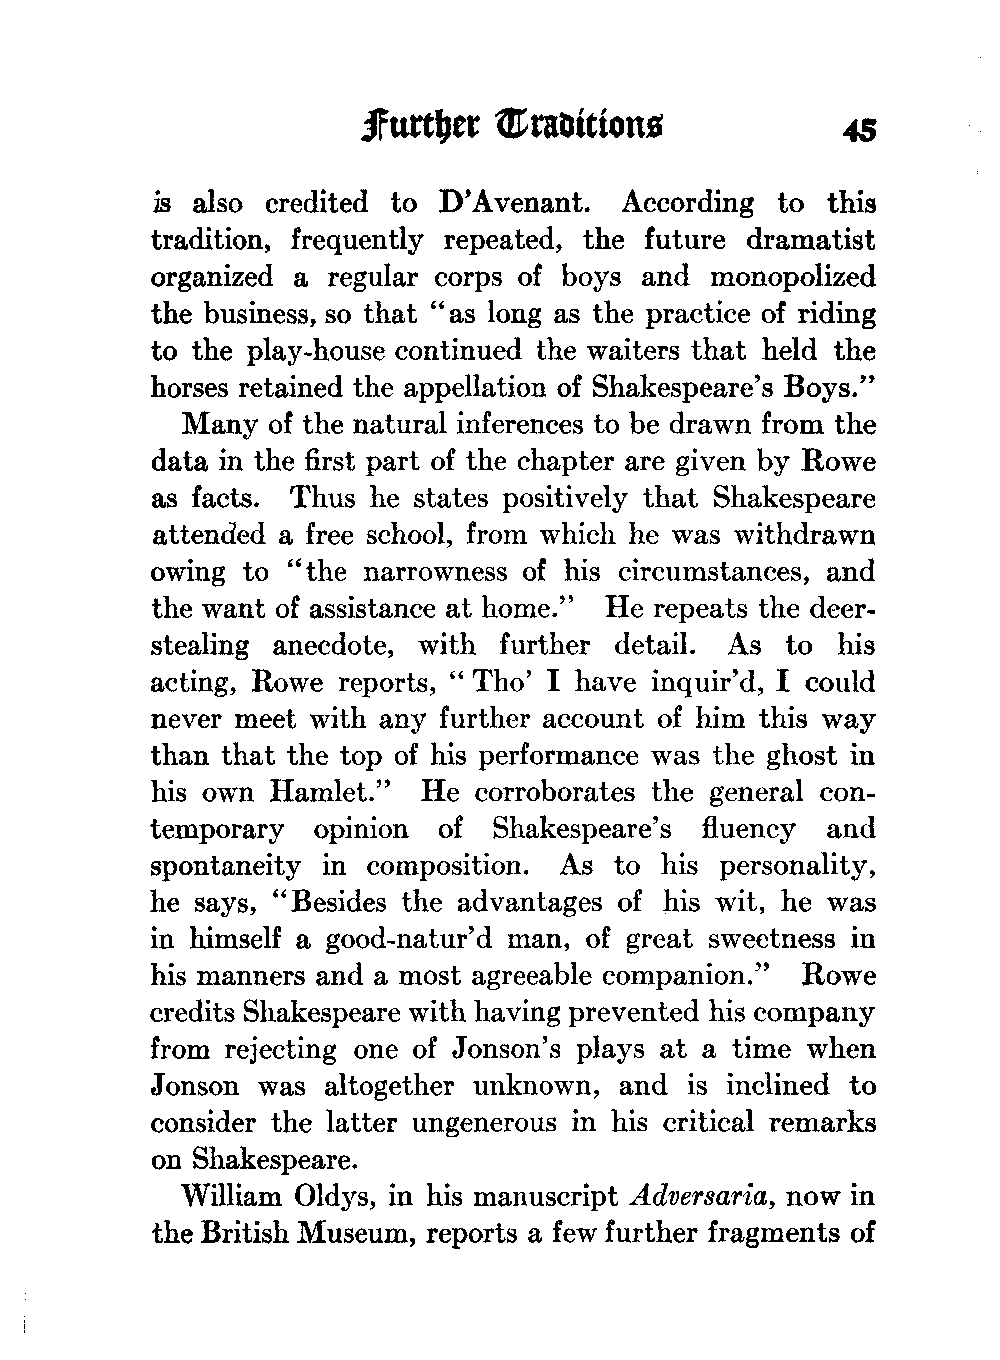 Further Traditions 45
is also credited to D'Avenant. According to this
tradition, frequently repeated, the future dramatist
organized a regular corps of boys and monopolized
the business, so that "as long as the practice of riding
to the play-house continued the waiters that held the
horses retained the appellation of Shakespeare's Boys."
Many of the natural inferences to be drawn from the
data in the first part of the chapter are given by Rowe
as facts. Thus he states positively that Shakespeare
attended a free school, from which he was withdrawn
owing to "the narrowness of his circumstances, and
the want of assistance at home." He repeats the deer-
stealing anecdote, with further detail. As to his
acting, Rowe reports, "Tho' I have inquir'd, I could
never meet with any further account of him this way
than that the top of his performance was the ghost in
his own Hamlet." He corroborates the general con-
temporary opinion of Shakespeare's fluency and
spontaneity in composition. As to his personality,
he says, "Besides the advantages of his wit, he was
in himself a good-natur'd man, of great sweetness in
his manners and a most agreeable companion." Rowe
credits Shakespeare with having prevented his company
from rejecting one of Jonson's plays at a time when
Jonson was altogether unknown, and is inclined to
consider the latter ungenerous in his critical remarks
on Shakespeare.
William Oldys, in his manuscript Adversaria, now in
the British Museum, reports a few further fragments of